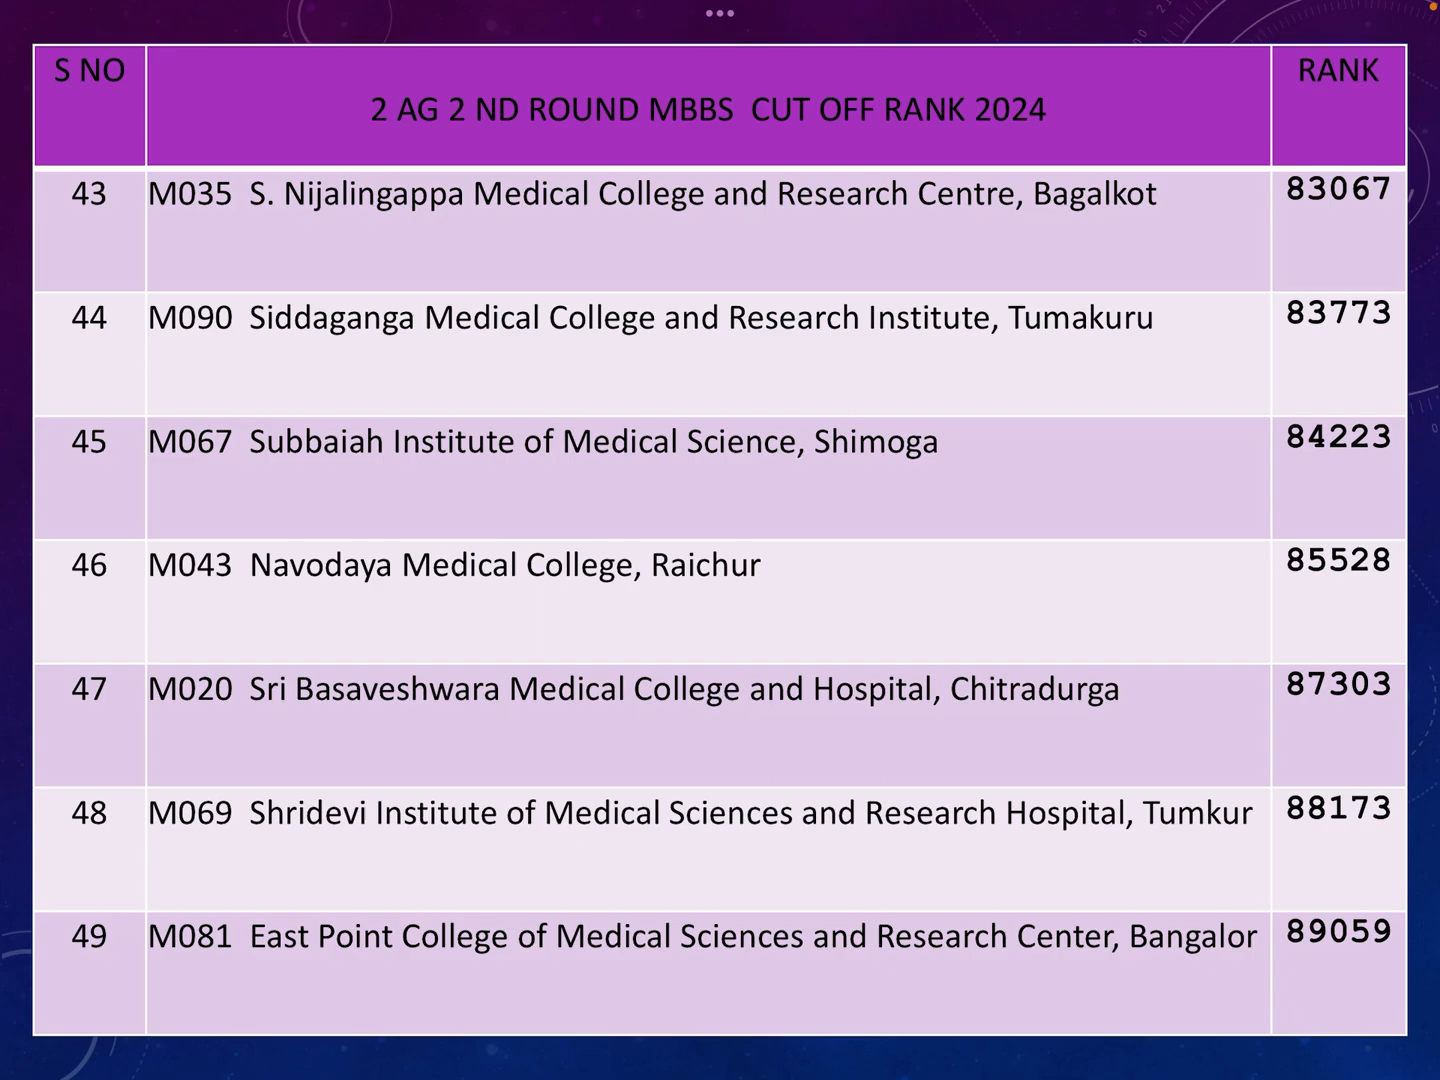 S NO
2 AG 2 ND ROUND MBBS CUT OFF RANK 2024
RANK
43 M035 S. Nijalingappa Medical College and Research Centre, Bagalkot 83067
44 M090 Siddaganga Medical College and Research Institute, Tumakuru 83773
45 M067 Subbaiah Institute of Medical Science, Shimoga 84223
46 M043 Navodaya Medical College, Raichur 85528
47 M020 Sri Basaveshwara Medical College and Hospital, Chitradurga 87303
48 M069 Shridevi Institute of Medical Sciences and Research Hospital, Tumkur 88173
49 M081 East Point College of Medical Sciences and Research Center, Bangalor 89059